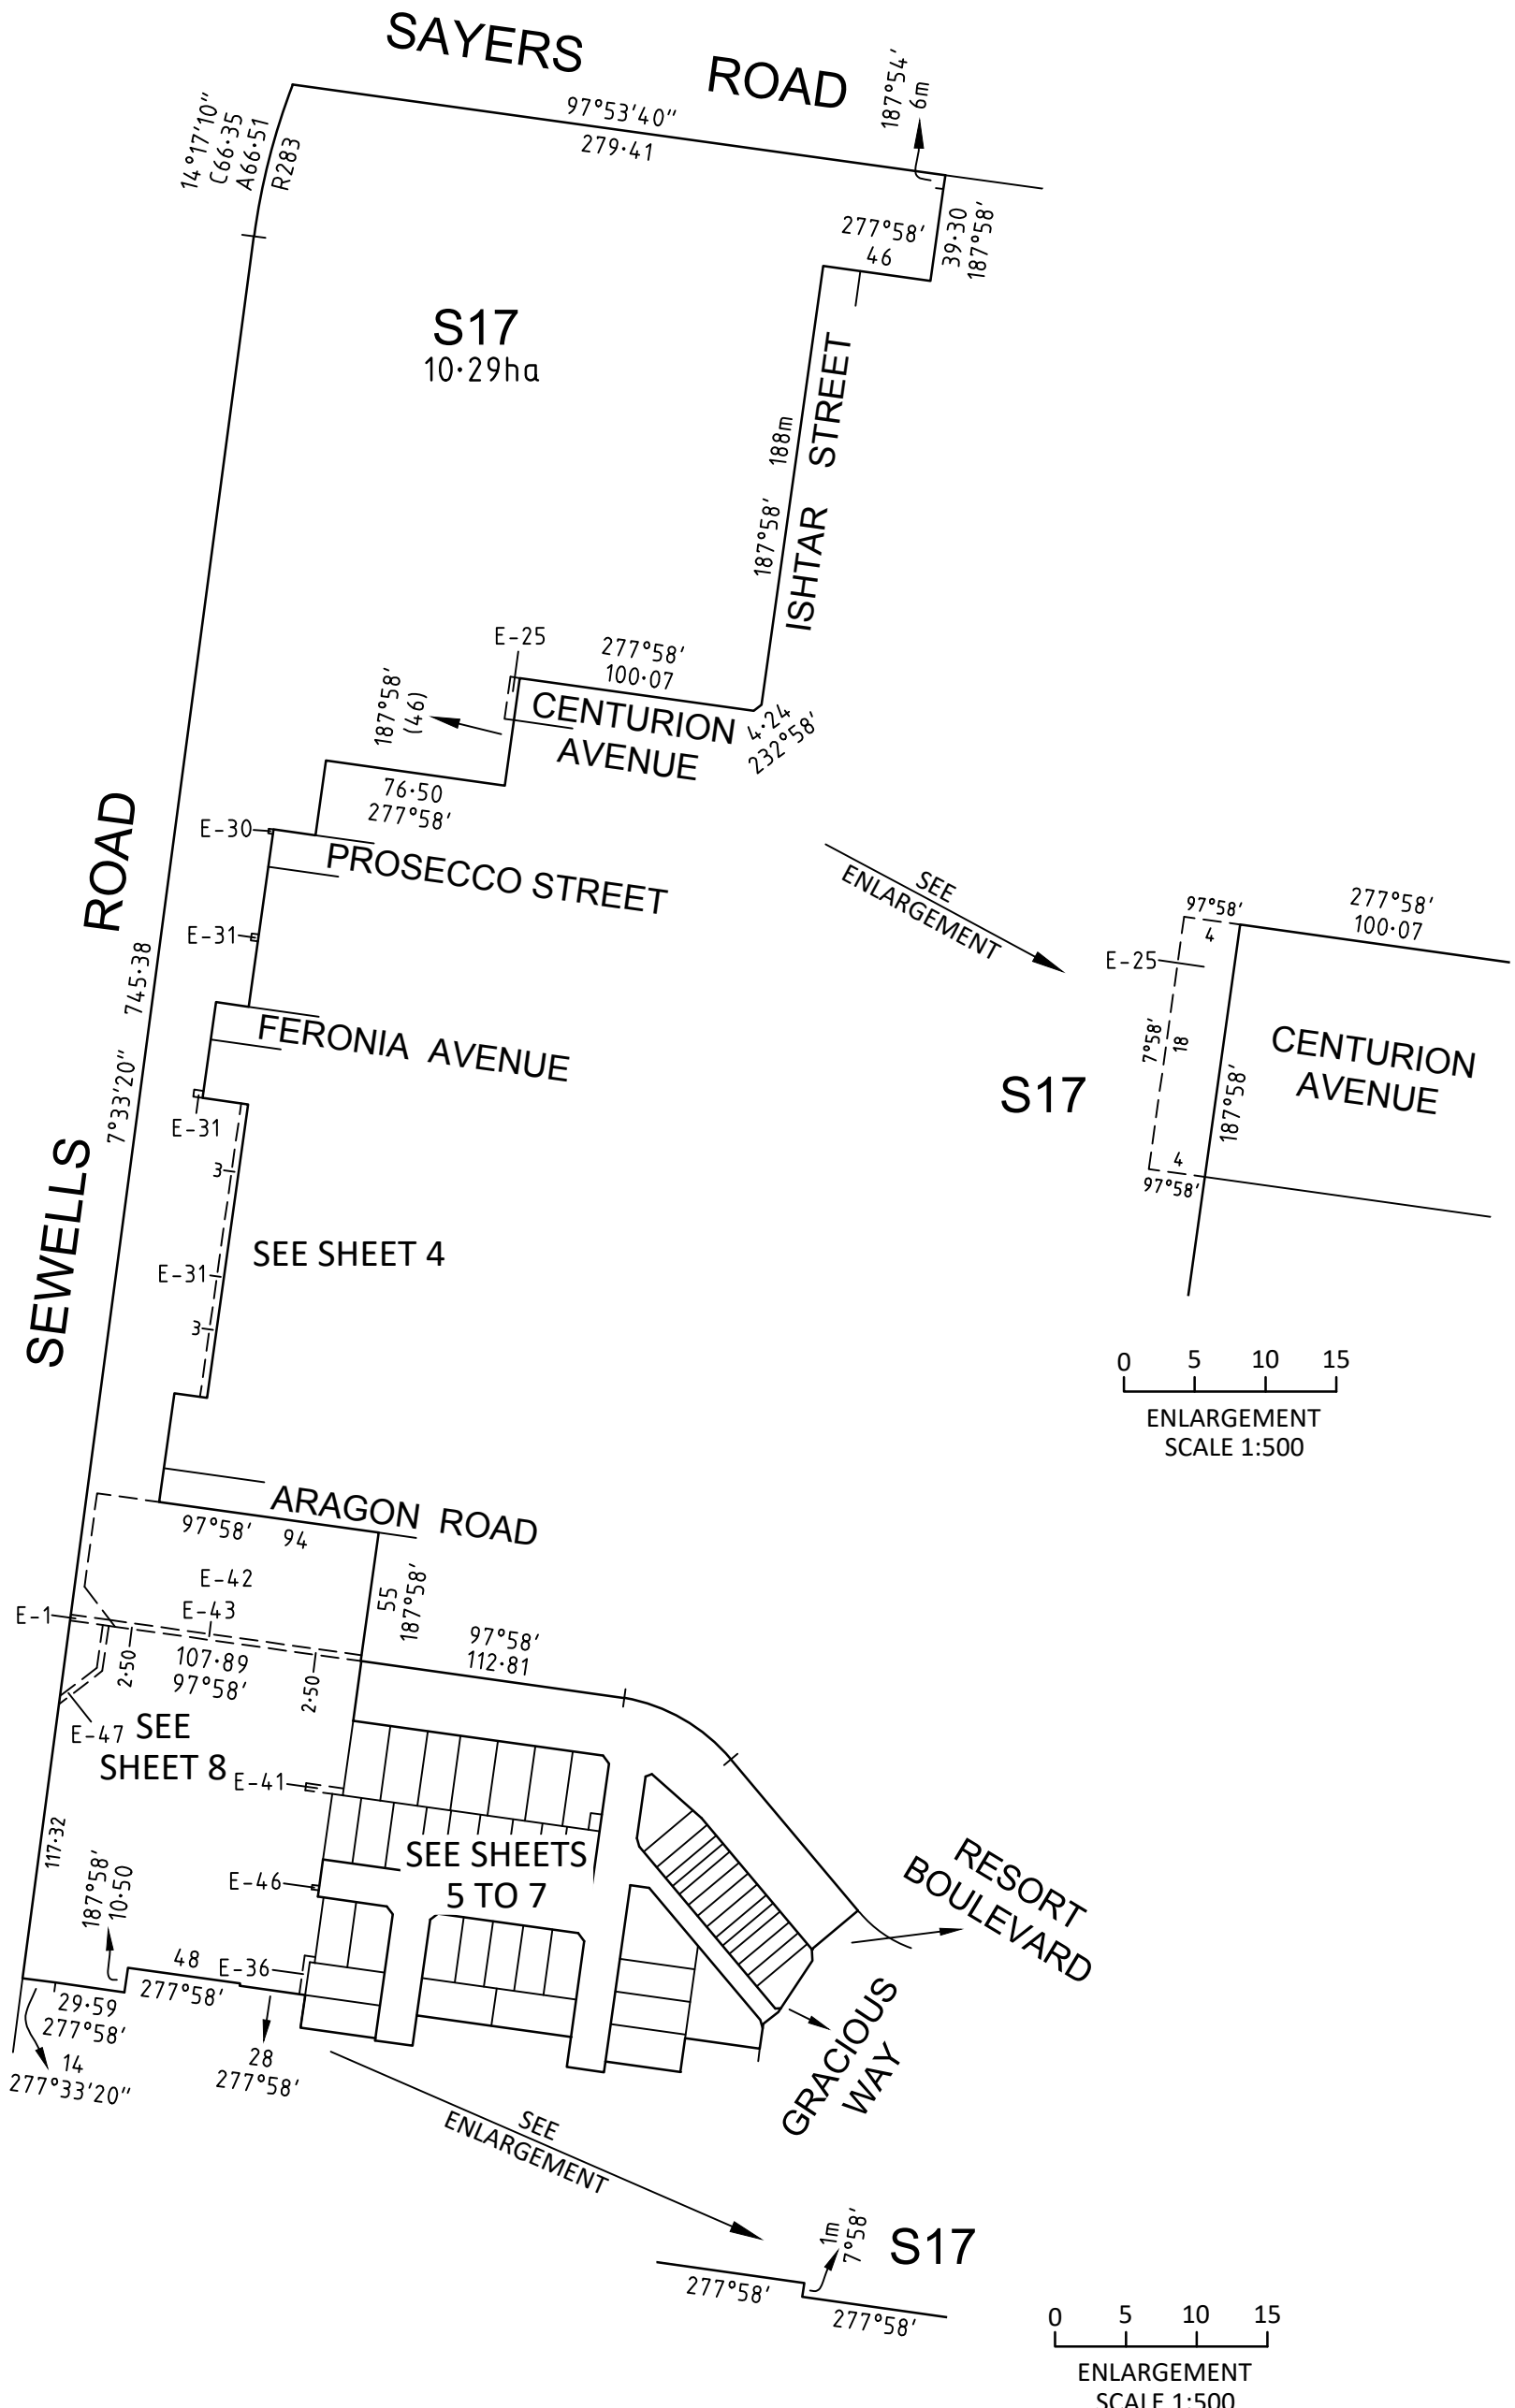 SAYERS ROAD
187°54'
6m
97°53'40"
279·41
14°17'10"
C66·35
A66·51
R283
277°58'
46
39·30
187°58'
S17
10·29ha
188m
187°58'
ISHTAR STREET
E-25
277°58'
100·07
187°58'
(46)
CENTURION
AVENUE
4·24
232°58'
76·50
277°58'
E-30
PROSECCO STREET
SEWELLS ROAD
7°33'20" 745·38
E-31
FERONIA AVENUE
SEE
ENLARGEMENT
97°58'
4
277°58'
100·07
E-25
7°58'
18
S17
187°58'
CENTURION
AVENUE
4
97°58'
E-31
3
SEE SHEET 4
E-31
3
0 5 10 15
ENLARGEMENT
SCALE 1:500
ARAGON ROAD
97°58' 94
E-42
E-43
E-1
55
187°58'
97°58'
112·81
2·50
107·89
97°58'
2·50
E-47
SEE
SHEET 8
E-41
117·32
187°58'
10·50
SEE SHEETS
5 TO 7
E-46
RESORT
BOULEVARD
48
277°58'
E-36
29·59
277°58'
14
277°33'20"
28
277°58'
GRACIOUS
WAY
SEE
ENLARGEMENT
1m
7°58'
S17
277°58'
277°58'
0 5 10 15
ENLARGEMENT
SCALE 1:500